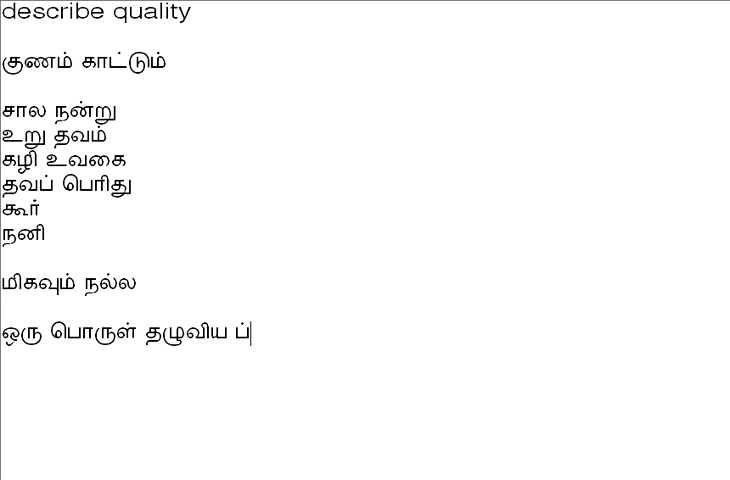 describe quality
குணம் காட்டும்
சால நன்று
உறு தவம்
கழி உவகை
தவப் பெரிது
கூர்
நனி
மிகவும் நல்ல
ஒரு பொருள் தழுவிய ப்